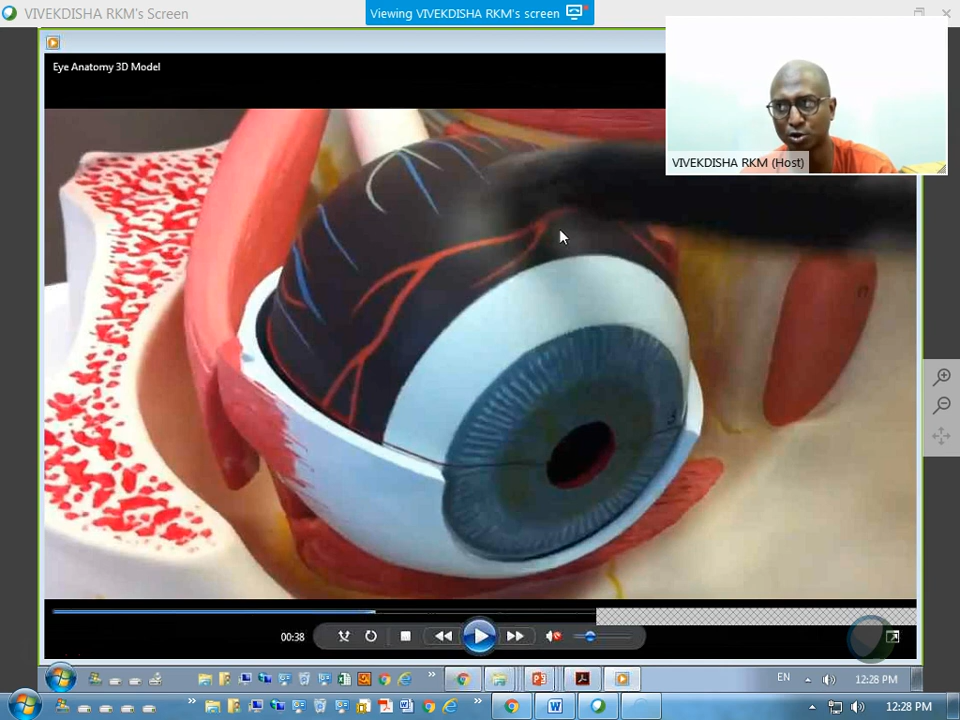 VIVEKDISHA RKM's Screen
Viewing VIVEKDISHA RKM's screen
Eye Anatomy 3D Model
VIVEKDISHA RKM (Host)
00:38
EN
12:28 PM
12:28 PM